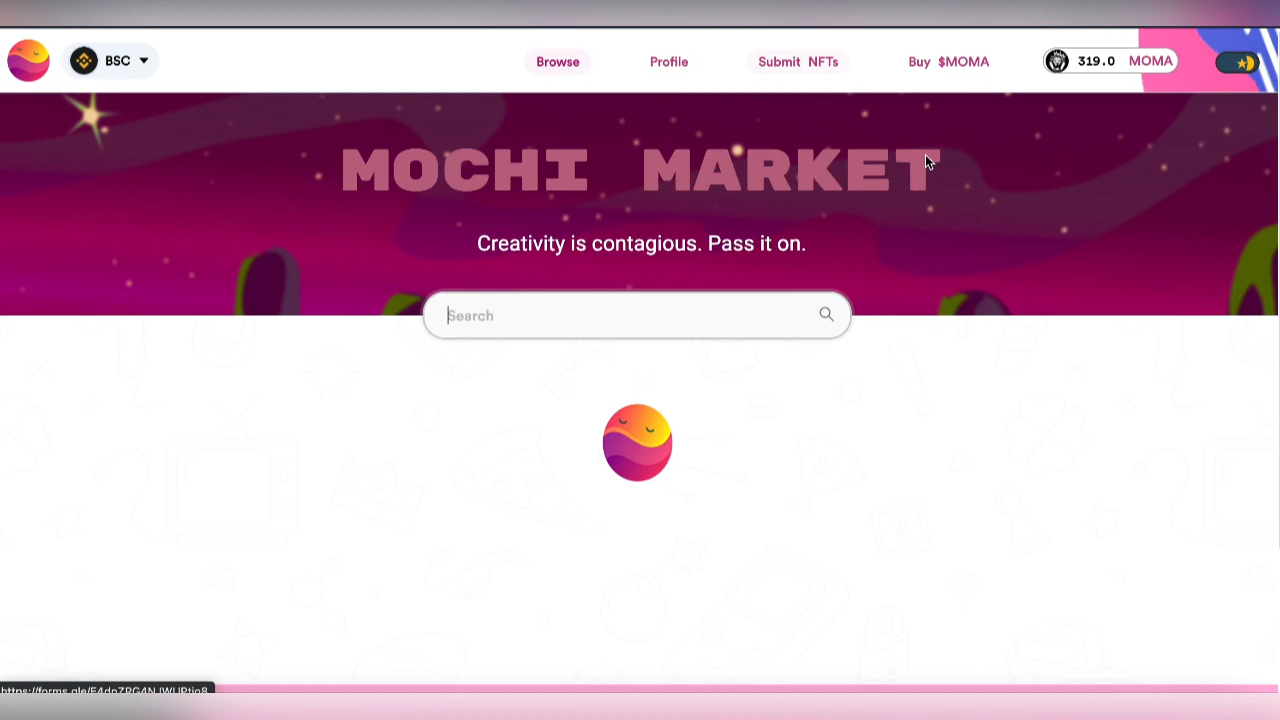 BSC
Browse
Profile
Submit NFTs
Buy $MOMA
319.0 MOMA
MOCHI MARKET
Creativity is contagious. Pass it on.
Search